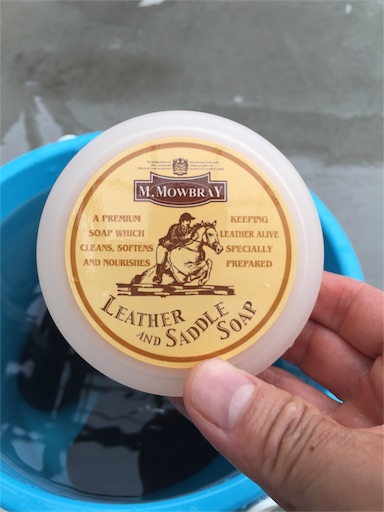 M. MOWBRAY
A PREMIUM
SOAP WHICH
CLEANS, SOFTENS
AND NOURISHES
KEEPING
LEATHER ALIVE
SPECIALLY
PREPARED
LEATHER
AND SADDLE
SOAP